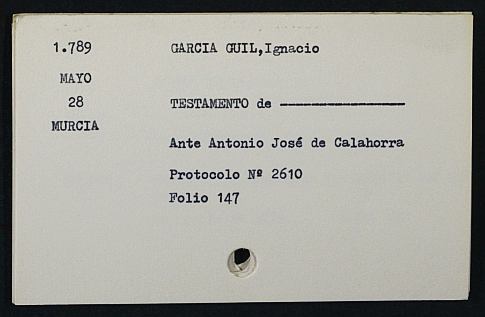 1.789 GARCIA GUIL,Ignacio
MAYO
28 TESTAMENTO de ----------------
MURCIA
Ante Antonio José de Calahorra
Protocolo Nº 2610
Folio 147